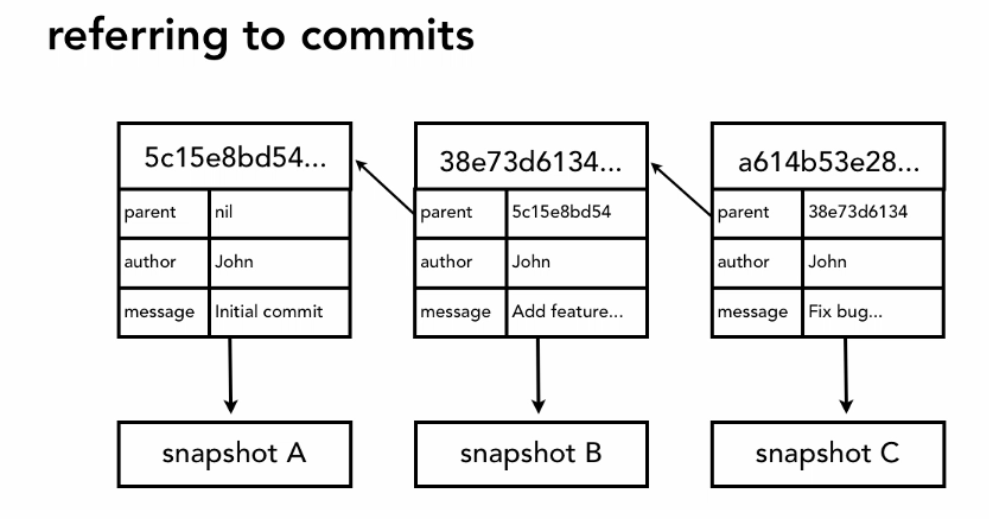 referring to commits
5c15e8bd54...
parent nil
author John
message Initial commit
snapshot A
38e73d6134...
parent 5c15e8bd54
author John
message Add feature...
snapshot B
a614b53e28...
parent 38e73d6134
author John
message Fix bug...
snapshot C